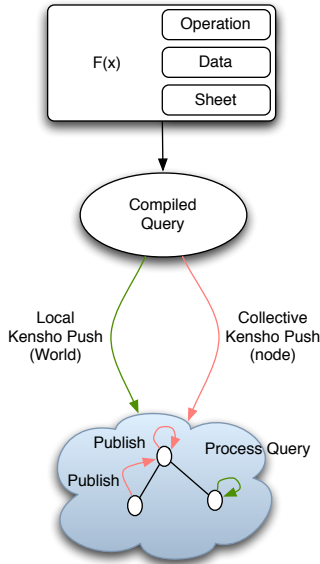 Operation
F(x)
Data
Sheet
Compiled
Query
Local
Kensho Push
(World)
Collective
Kensho Push
(node)
Publish
Process Query
Publish